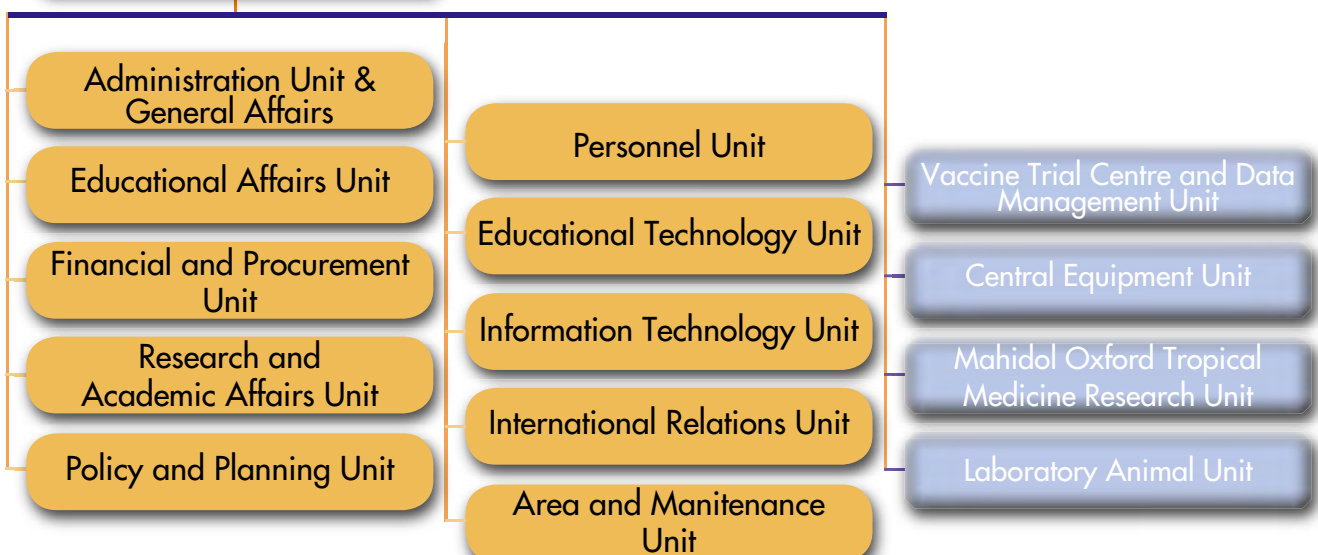 Administration Unit &
General Affairs
Educational Affairs Unit
Financial and Procurement
Unit
Research and
Academic Affairs Unit
Policy and Planning Unit
Personnel Unit
Educational Technology Unit
Information Technology Unit
International Relations Unit
Area and Manitenance
Unit
Vaccine Trial Centre and Data
Management Unit
Central Equipment Unit
Mahidol Oxford Tropical
Medicine Research Unit
Laboratory Animal Unit